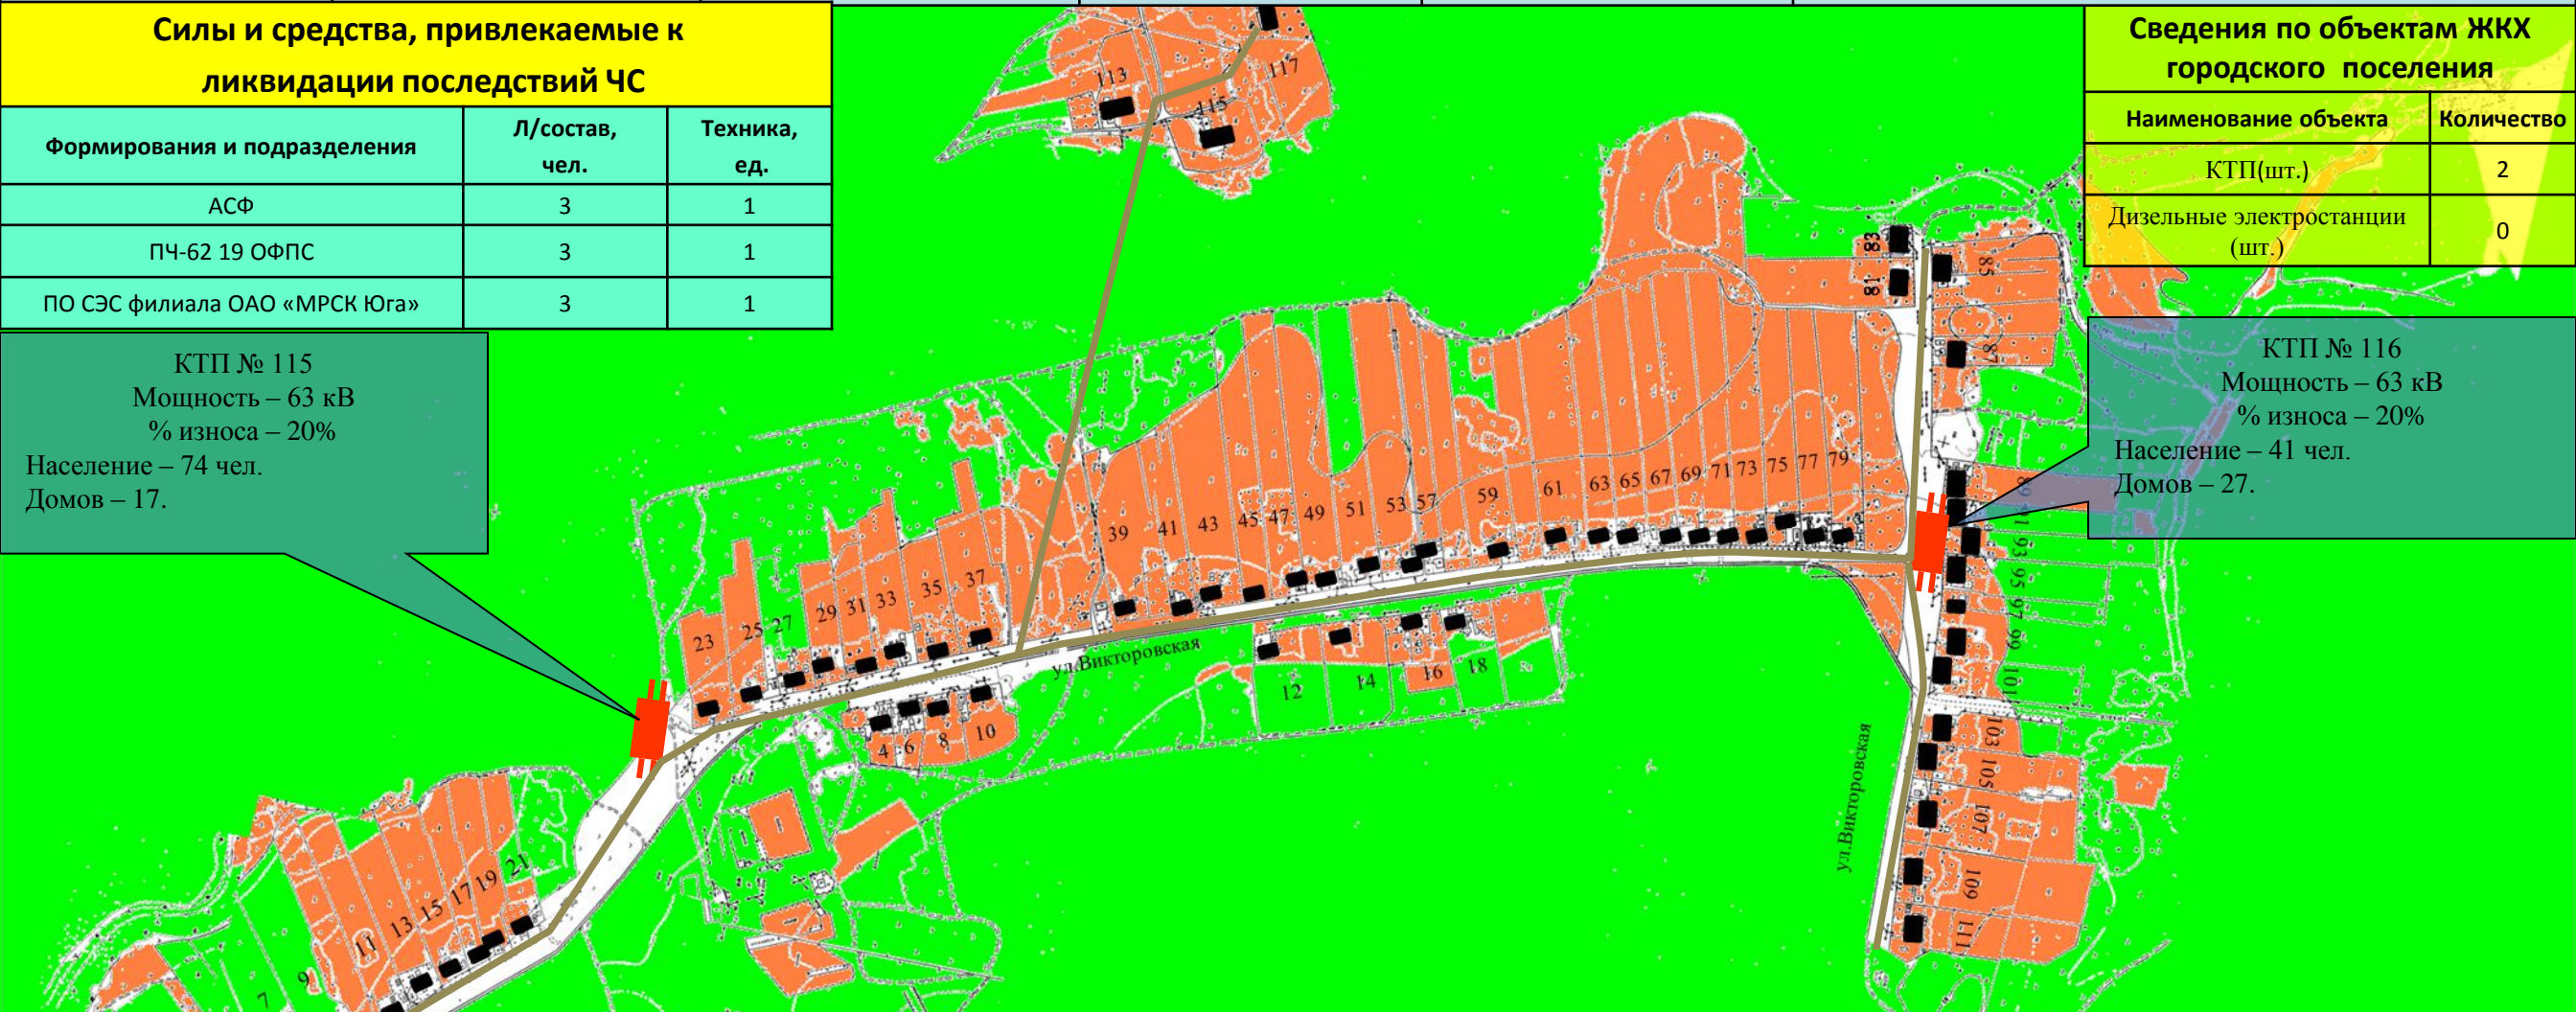 Силы и средства, привлекаемые к
ликвидации последствий ЧС
Формирования и подразделения
Л/состав,
чел.
Техника,
ед.
АСФ 3 1
ПЧ-62 19 ОФПС 3 1
ПО СЭС филиала ОАО «МРСК Юга» 3 1
Сведения по объектам ЖКХ
городского поселения
Наименование объекта Количество
КТП(шт.) 2
Дизельные электростанции
(шт.)
0
КТП № 115
Мощность – 63 кВ
% износа – 20%
Население – 74 чел.
Домов – 17.
КТП № 116
Мощность – 63 кВ
% износа – 20%
Население – 41 чел.
Домов – 27.
113
115
117
83
81
85
87
89
91
93
95
97
99
101
103
105
107
109
111
39 41 43 45 47 49 51 53 57 59 61 63 65 67 69 71 73 75 77 79
23 25 27 29 31 33 35 37
ул.Викторовская
12 14 16 18
4 6 8 10
ул.Викторовская
7 9 11 13 15 17 19 21